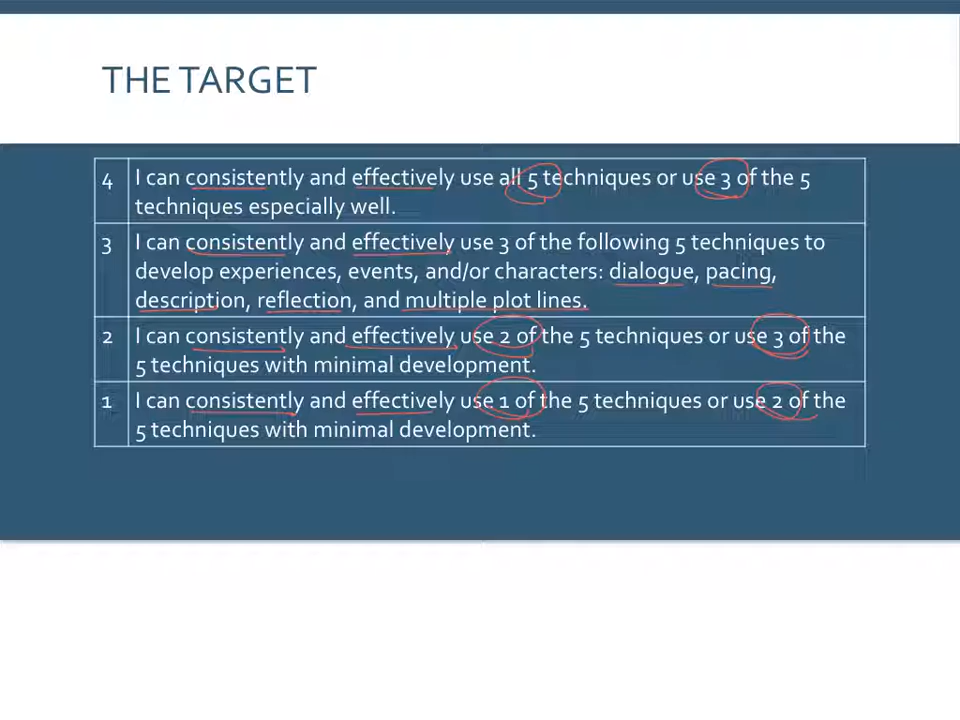 THE TARGET
4 I can consistently and effectively use all 5 techniques or use 3 of the 5
techniques especially well.
3 I can consistently and effectively use 3 of the following 5 techniques to
develop experiences, events, and/or characters: dialogue, pacing,
description, reflection, and multiple plot lines.
2 I can consistently and effectively use 2 of the 5 techniques or use 3 of the
5 techniques with minimal development.
1 I can consistently and effectively use 1 of the 5 techniques or use 2 of the
5 techniques with minimal development.